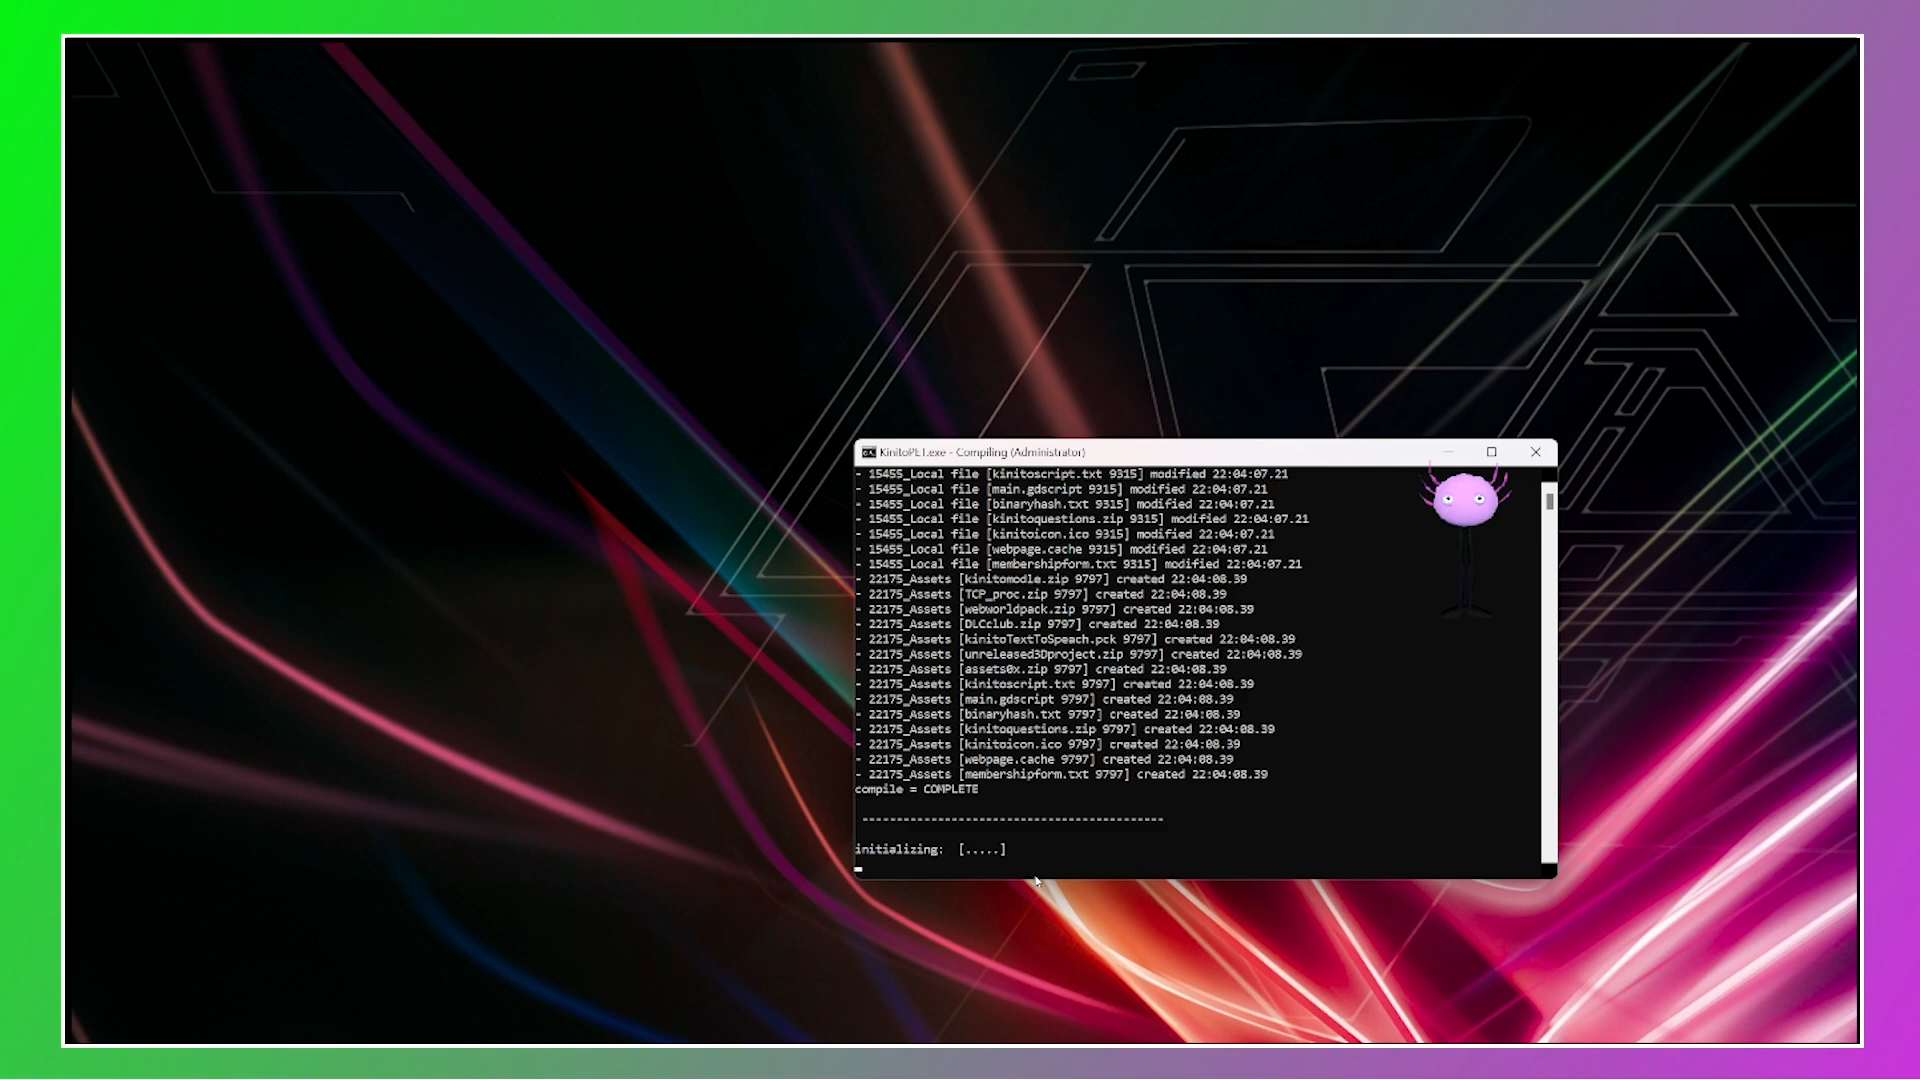 KinitoPET.exe - Compiling (Administrator)
- 15455_Local file [kinitoscript.txt 9315] modified 22:04:07.21
- 15455_Local file [main.gdscript 9315] modified 22:04:07.21
- 15455_Local file [binaryhash.txt 9315] modified 22:04:07.21
- 15455_Local file [kinitoquestions.zip 9315] modified 22:04:07.21
- 15455_Local file [kinitoicon.ico 9315] modified 22:04:07.21
- 15455_Local file [webpage.cache 9315] modified 22:04:07.21
- 15455_Local file [membershipform.txt 9315] modified 22:04:07.21
- 22175_Assets [kinitomodle.zip 9797] created 22:04:08.39
- 22175_Assets [TCP_proc.zip 9797] created 22:04:08.39
- 22175_Assets [webworldpack.zip 9797] created 22:04:08.39
- 22175_Assets [DLCclub.zip 9797] created 22:04:08.39
- 22175_Assets [kinitoTextToSpeach.pck 9797] created 22:04:08.39
- 22175_Assets [unreleased3Dproject.zip 9797] created 22:04:08.39
- 22175_Assets [assets0x.zip 9797] created 22:04:08.39
- 22175_Assets [kinitoscript.txt 9797] created 22:04:08.39
- 22175_Assets [main.gdscript 9797] created 22:04:08.39
- 22175_Assets [binaryhash.txt 9797] created 22:04:08.39
- 22175_Assets [kinitoquestions.zip 9797] created 22:04:08.39
- 22175_Assets [kinitoicon.ico 9797] created 22:04:08.39
- 22175_Assets [webpage.cache 9797] created 22:04:08.39
- 22175_Assets [membershipform.txt 9797] created 22:04:08.39
compile = COMPLETE
--------------------------------------------
initializing:  [.....]